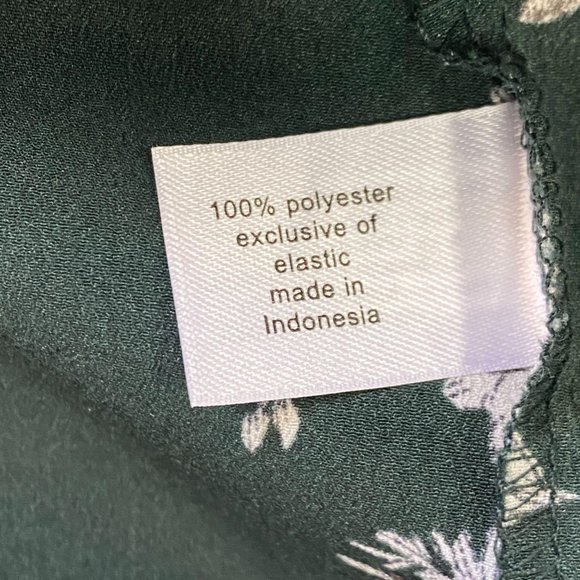 100% polyester
exclusive of
elastic
made in
Indonesia